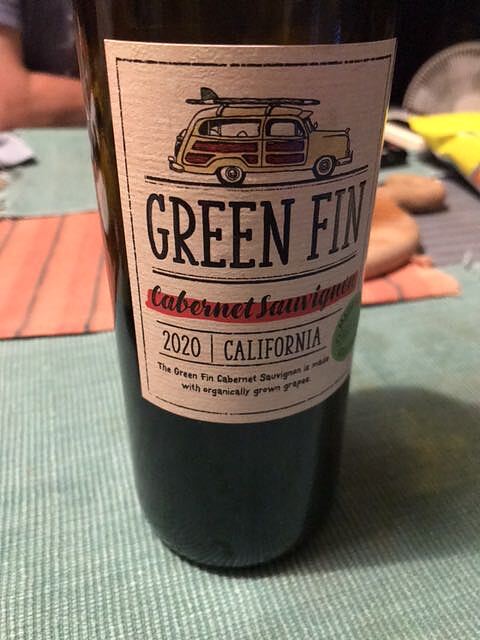 GREEN FIN
Cabernet Sauvignon
2020 | CALIFORNIA
The Green Fin Cabernet Sauvignon is made
with organically grown grapes.